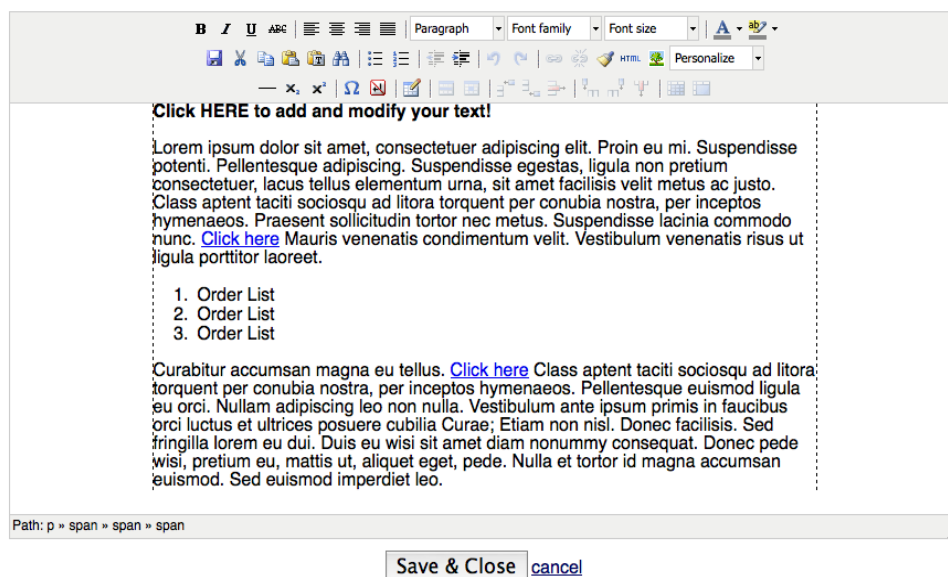 B I U ABC Paragraph Font family Font size A ab
HTML Personalize
x₂ x² Ω
Click HERE to add and modify your text!
Lorem ipsum dolor sit amet, consectetuer adipiscing elit. Proin eu mi. Suspendisse
potenti. Pellentesque adipiscing. Suspendisse egestas, ligula non pretium
consectetuer, lacus tellus elementum urna, sit amet facilisis velit metus ac justo.
Class aptent taciti sociosqu ad litora torquent per conubia nostra, per inceptos
hymenaeos. Praesent sollicitudin tortor nec metus. Suspendisse lacinia commodo
nunc. Click here Mauris venenatis condimentum velit. Vestibulum venenatis risus ut
ligula porttitor laoreet.
1. Order List
2. Order List
3. Order List
Curabitur accumsan magna eu tellus. Click here Class aptent taciti sociosqu ad litora
torquent per conubia nostra, per inceptos hymenaeos. Pellentesque euismod ligula
eu orci. Nullam adipiscing leo non nulla. Vestibulum ante ipsum primis in faucibus
orci luctus et ultrices posuere cubilia Curae; Etiam non nisl. Donec facilisis. Sed
fringilla lorem eu dui. Duis eu wisi sit amet diam nonummy consequat. Donec pede
wisi, pretium eu, mattis ut, aliquet eget, pede. Nulla et tortor id magna accumsan
euismod. Sed euismod imperdiet leo.
Path: p » span » span » span
Save & Close cancel